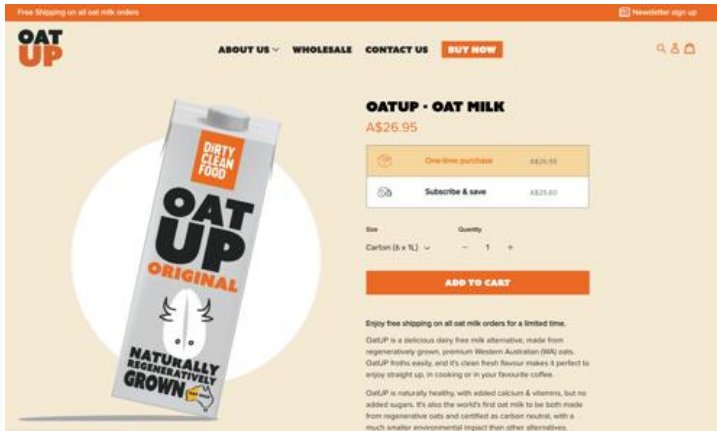 Free Shipping on all oat milk orders
Newsletter sign up
OAT
UP
ABOUT US
WHOLESALE
CONTACT US
BUY NOW
OATUP - OAT MILK
A$26.95
One-time purchase A$26.95
Subscribe & save A$25.60
Size Quantity
Carton (6 x 1L) − 1 +
ADD TO CART
Enjoy free shipping on all oat milk orders for a limited time.
OatUP is a delicious dairy free milk alternative, made from
regeneratively grown, premium Western Australian (WA) oats.
OatUP froths easily, and it's clean fresh flavour makes it perfect to
enjoy straight up, in cooking or in your favourite coffee.
OatUP is naturally healthy, with added calcium & vitamins, but no
added sugars. It's also the world's first oat milk to be both made
from regenerative oats and certified as carbon neutral, with a
much smaller environmental impact than other alternatives.
DIRTY
CLEAN
FOOD
OAT
UP
ORIGINAL
NATURALLY
REGENERATIVELY
GROWN